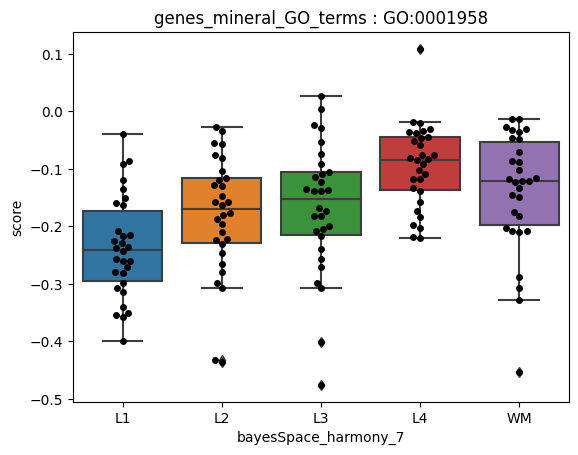 genes_mineral_GO_terms : GO:0001958
0.1
0.0
−0.1
−0.2
−0.3
−0.4
−0.5
score
L1 L2 L3 L4 WM
bayesSpace_harmony_7